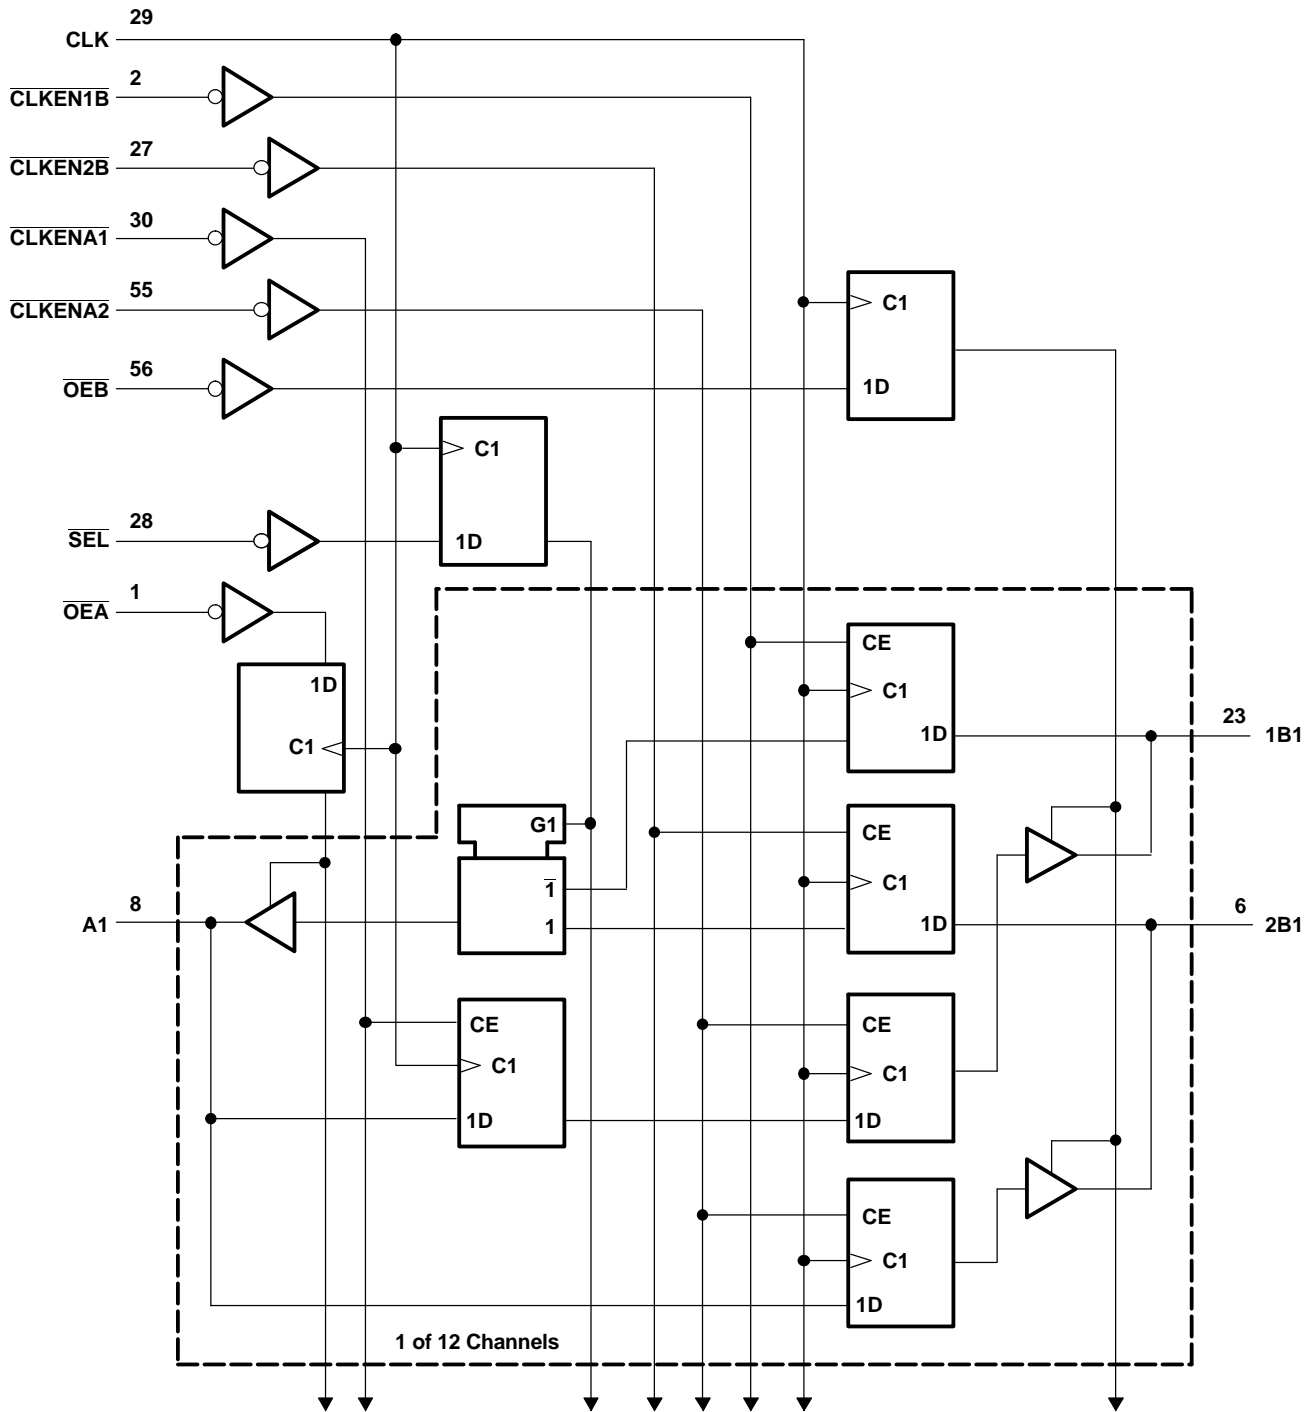 29
CLK
2
CLKEN1B
27
CLKEN2B
30
CLKENA1
55
CLKENA2
C1
56
OEB
1D
C1
28
SEL
1D
1
OEA
CE
1D
C1
23
1D
1B1
C1
G1
CE
C1
1
8
6
A1
1
1D
2B1
CE
CE
C1
C1
1D
1D
CE
C1
1D
1 of 12 Channels